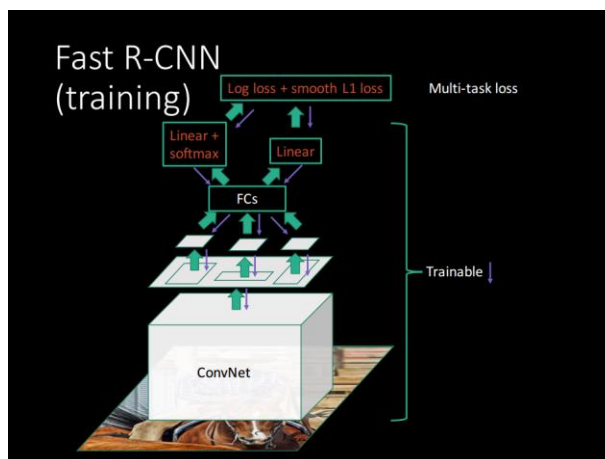 Fast R-CNN
(training)
Log loss + smooth L1 loss
Multi-task loss
Linear +
softmax
Linear
FCs
Trainable
ConvNet